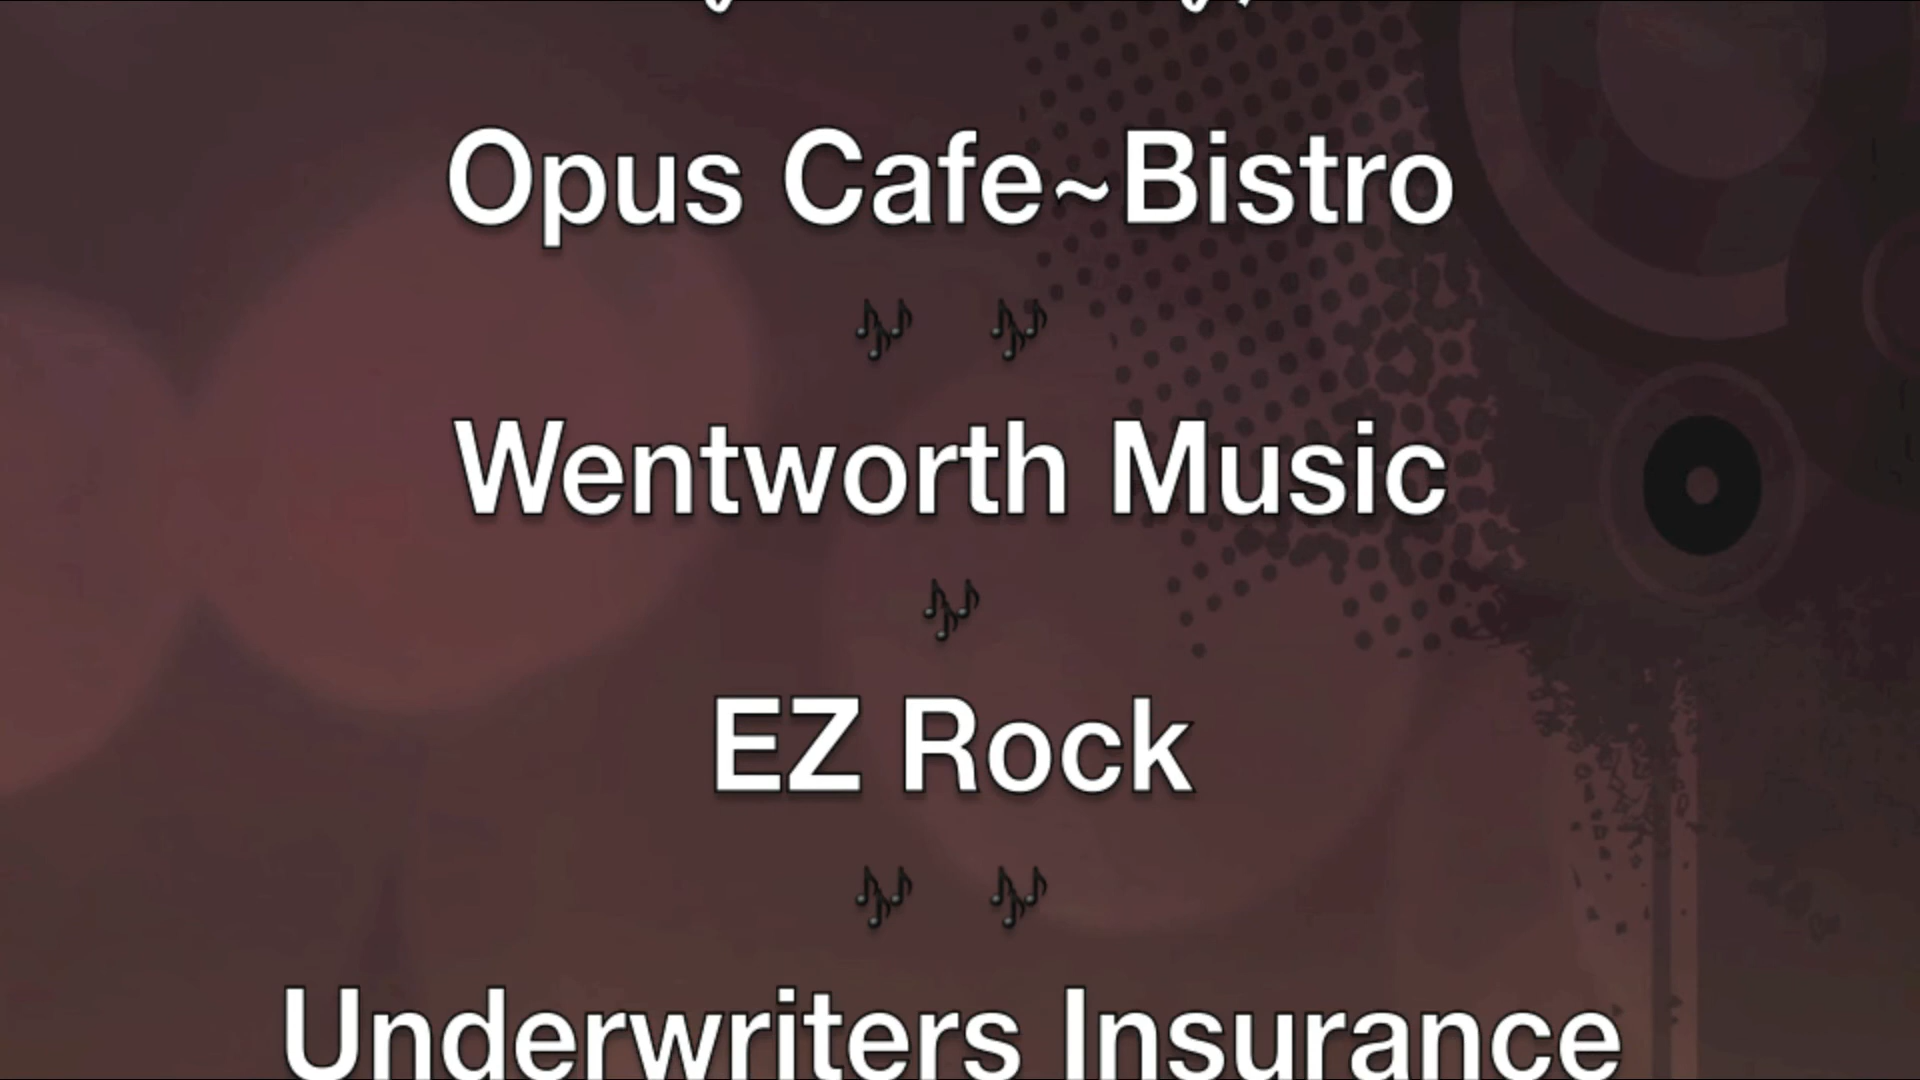 Opus Cafe~Bistro
🎶 🎶
Wentworth Music
🎶
EZ Rock
🎶 🎶
Underwriters Insurance